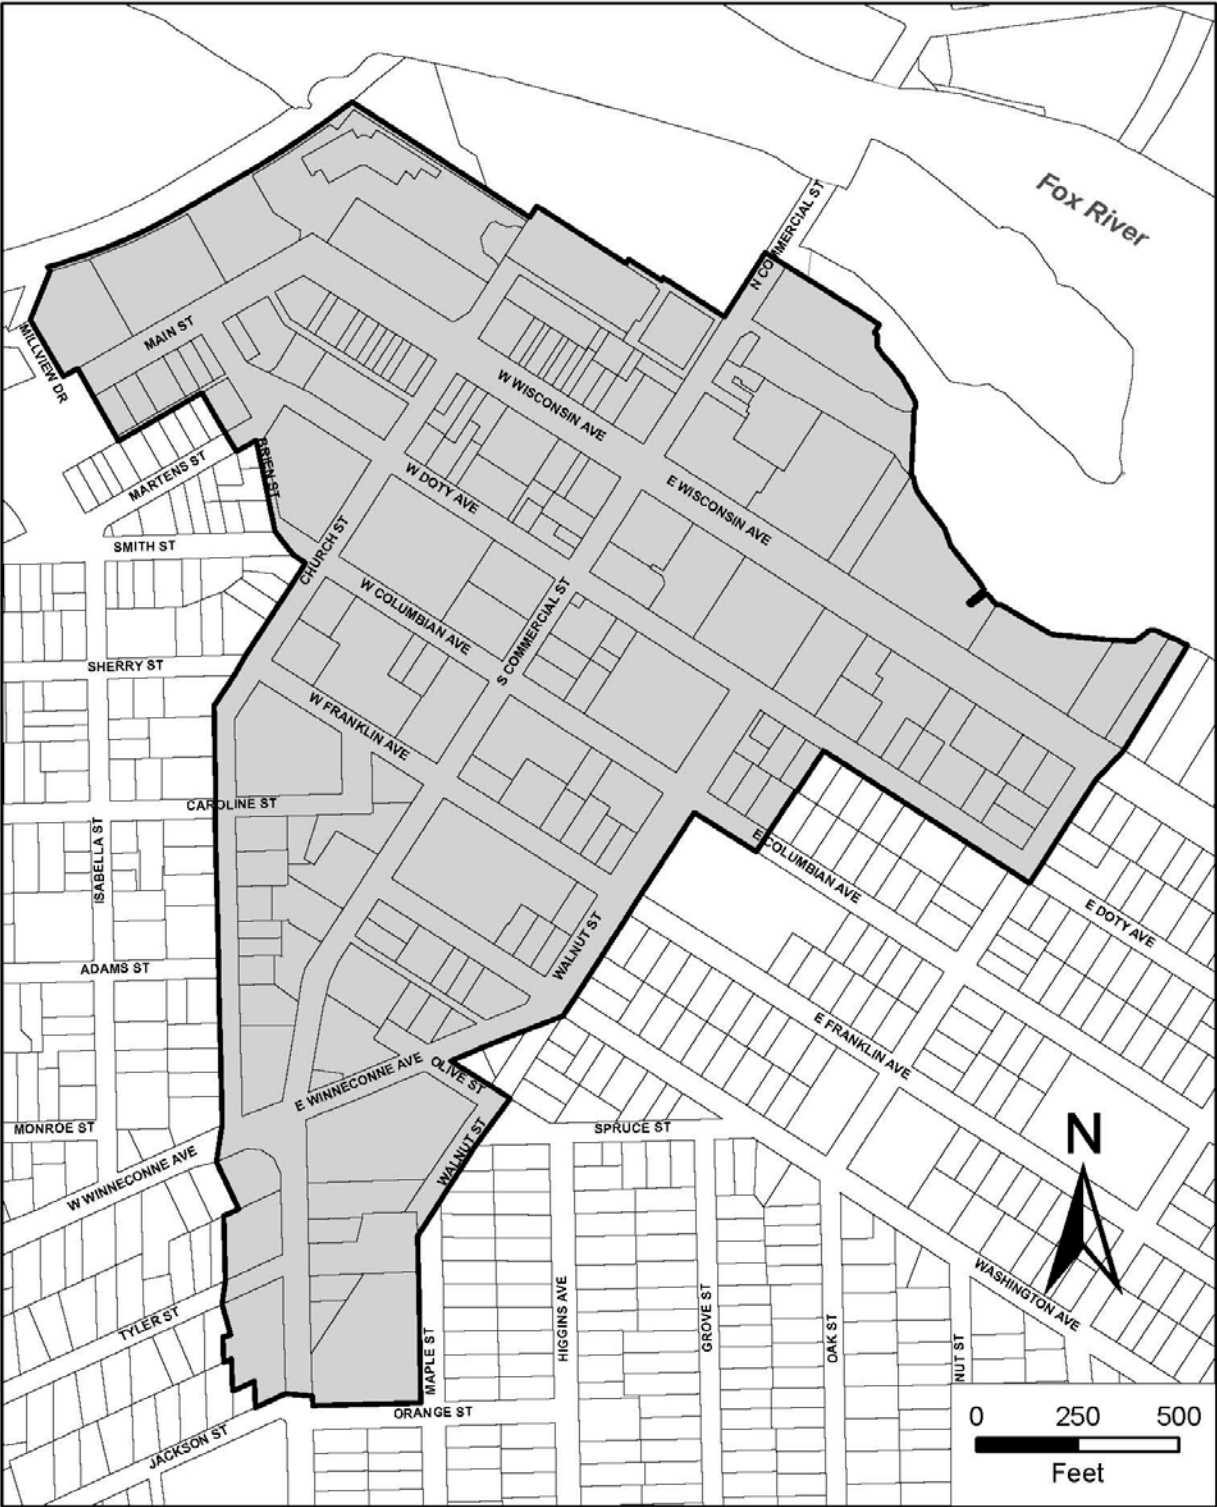 Fox River
N COMMERCIAL ST
MAIN ST
MILLVIEW DR
W WISCONSIN AVE
MARTENS ST
BRIEN ST
W DOTY AVE
E WISCONSIN AVE
SMITH ST
CHURCH ST
W COLUMBIAN AVE
S COMMERCIAL ST
SHERRY ST
W FRANKLIN AVE
CAROLINE ST
ISABELLA ST
E COLUMBIAN AVE
E DOTY AVE
WALNUT ST
ADAMS ST
E FRANKLIN AVE
E WINNECONNE AVE
OLIVE ST
MONROE ST
SPRUCE ST
WALNUT ST
W WINNECONNE AVE
N
WASHINGTON AVE
TYLER ST
HIGGINS AVE
GROVE ST
OAK ST
NUT ST
MAPLE ST
ORANGE ST
JACKSON ST
0 250 500
Feet